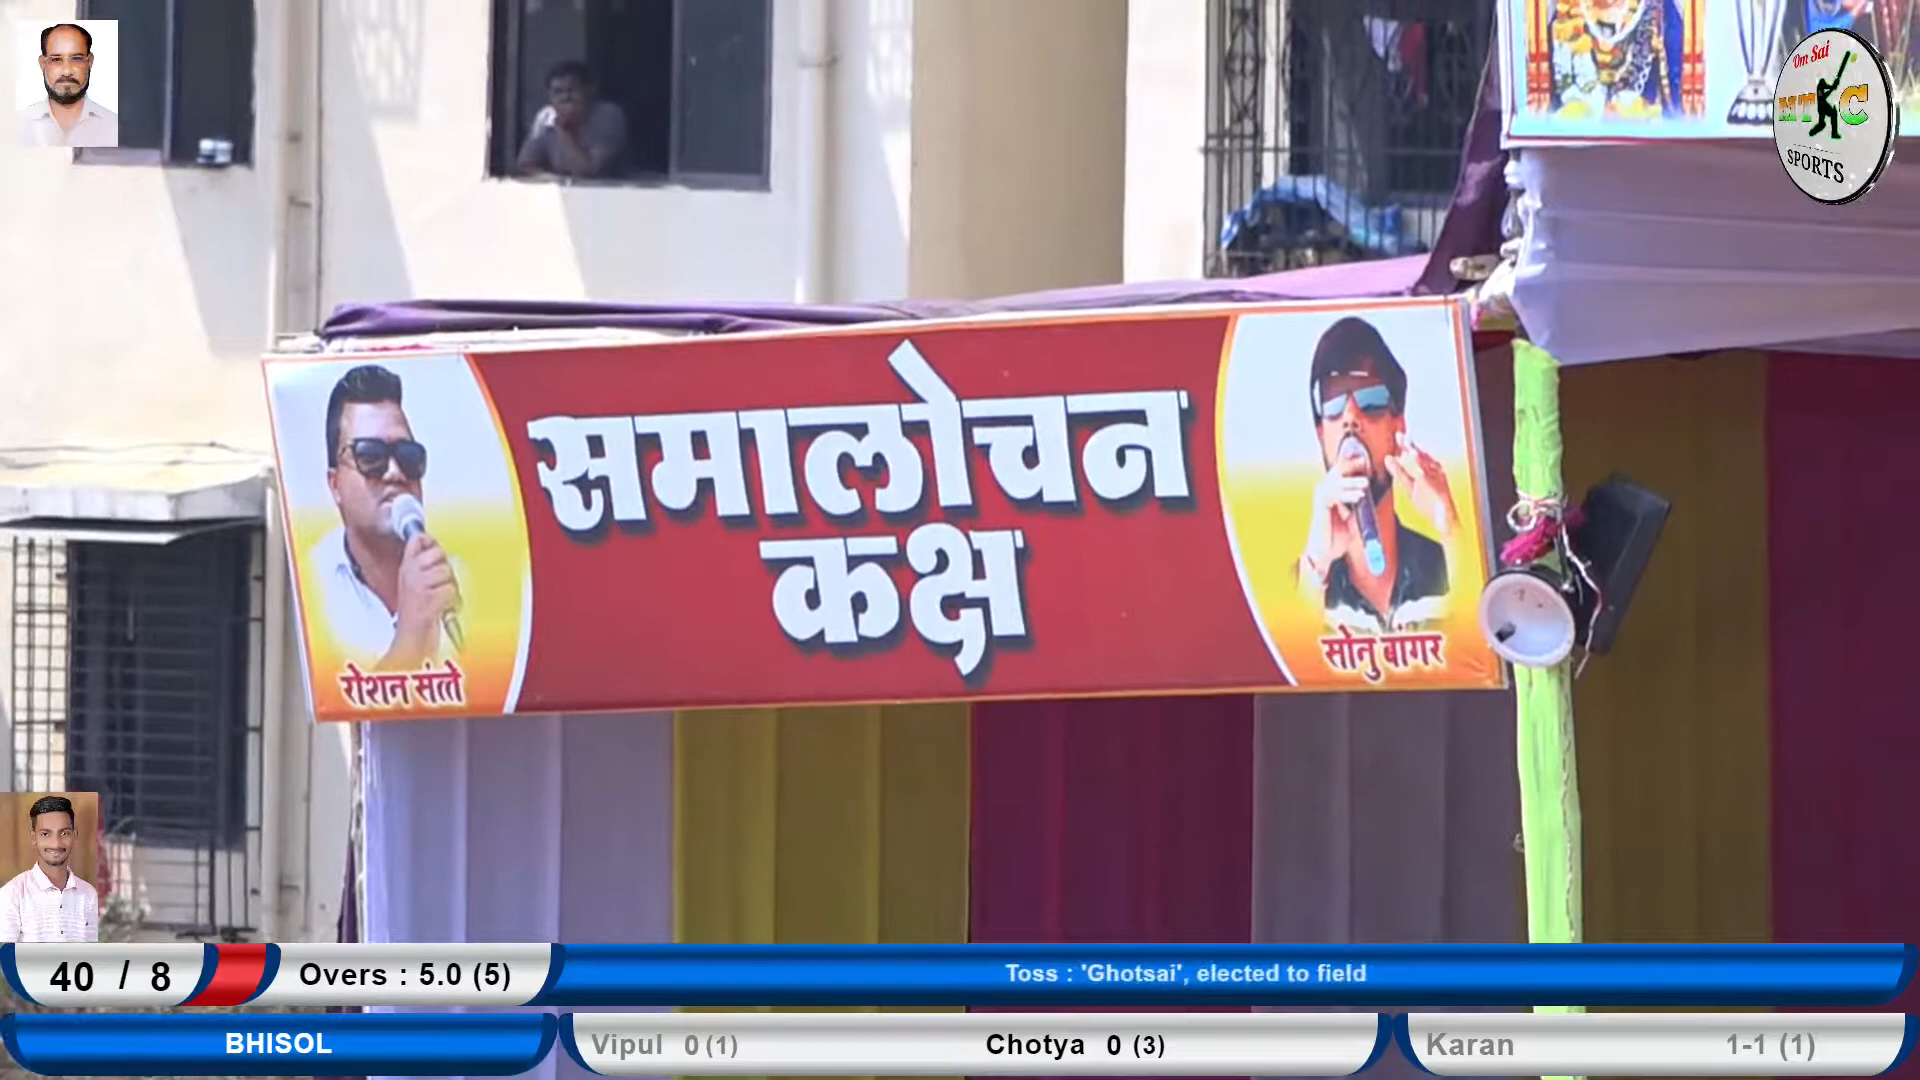 Om Sai
MTCC
SPORTS
समालोचन
कक्ष
रोशन संत्ते
सोनु बांगर
40 / 8
Overs : 5.0 (5)
Toss : 'Ghotsai', elected to field
BHISOL
Vipul 0 (1)
Chotya 0 (3)
Karan 1-1 (1)